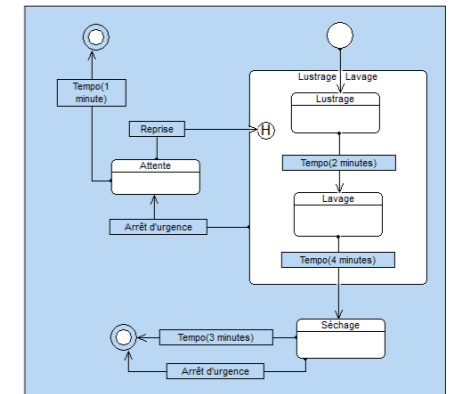 Lustrage Lavage
Lustrage
Tempo(1
minute)
Reprise
H
Attente
Tempo(2 minutes)
Lavage
Arrêt d'urgence
Tempo(4 minutes)
Séchage
Tempo(3 minutes)
Arrêt d'urgence